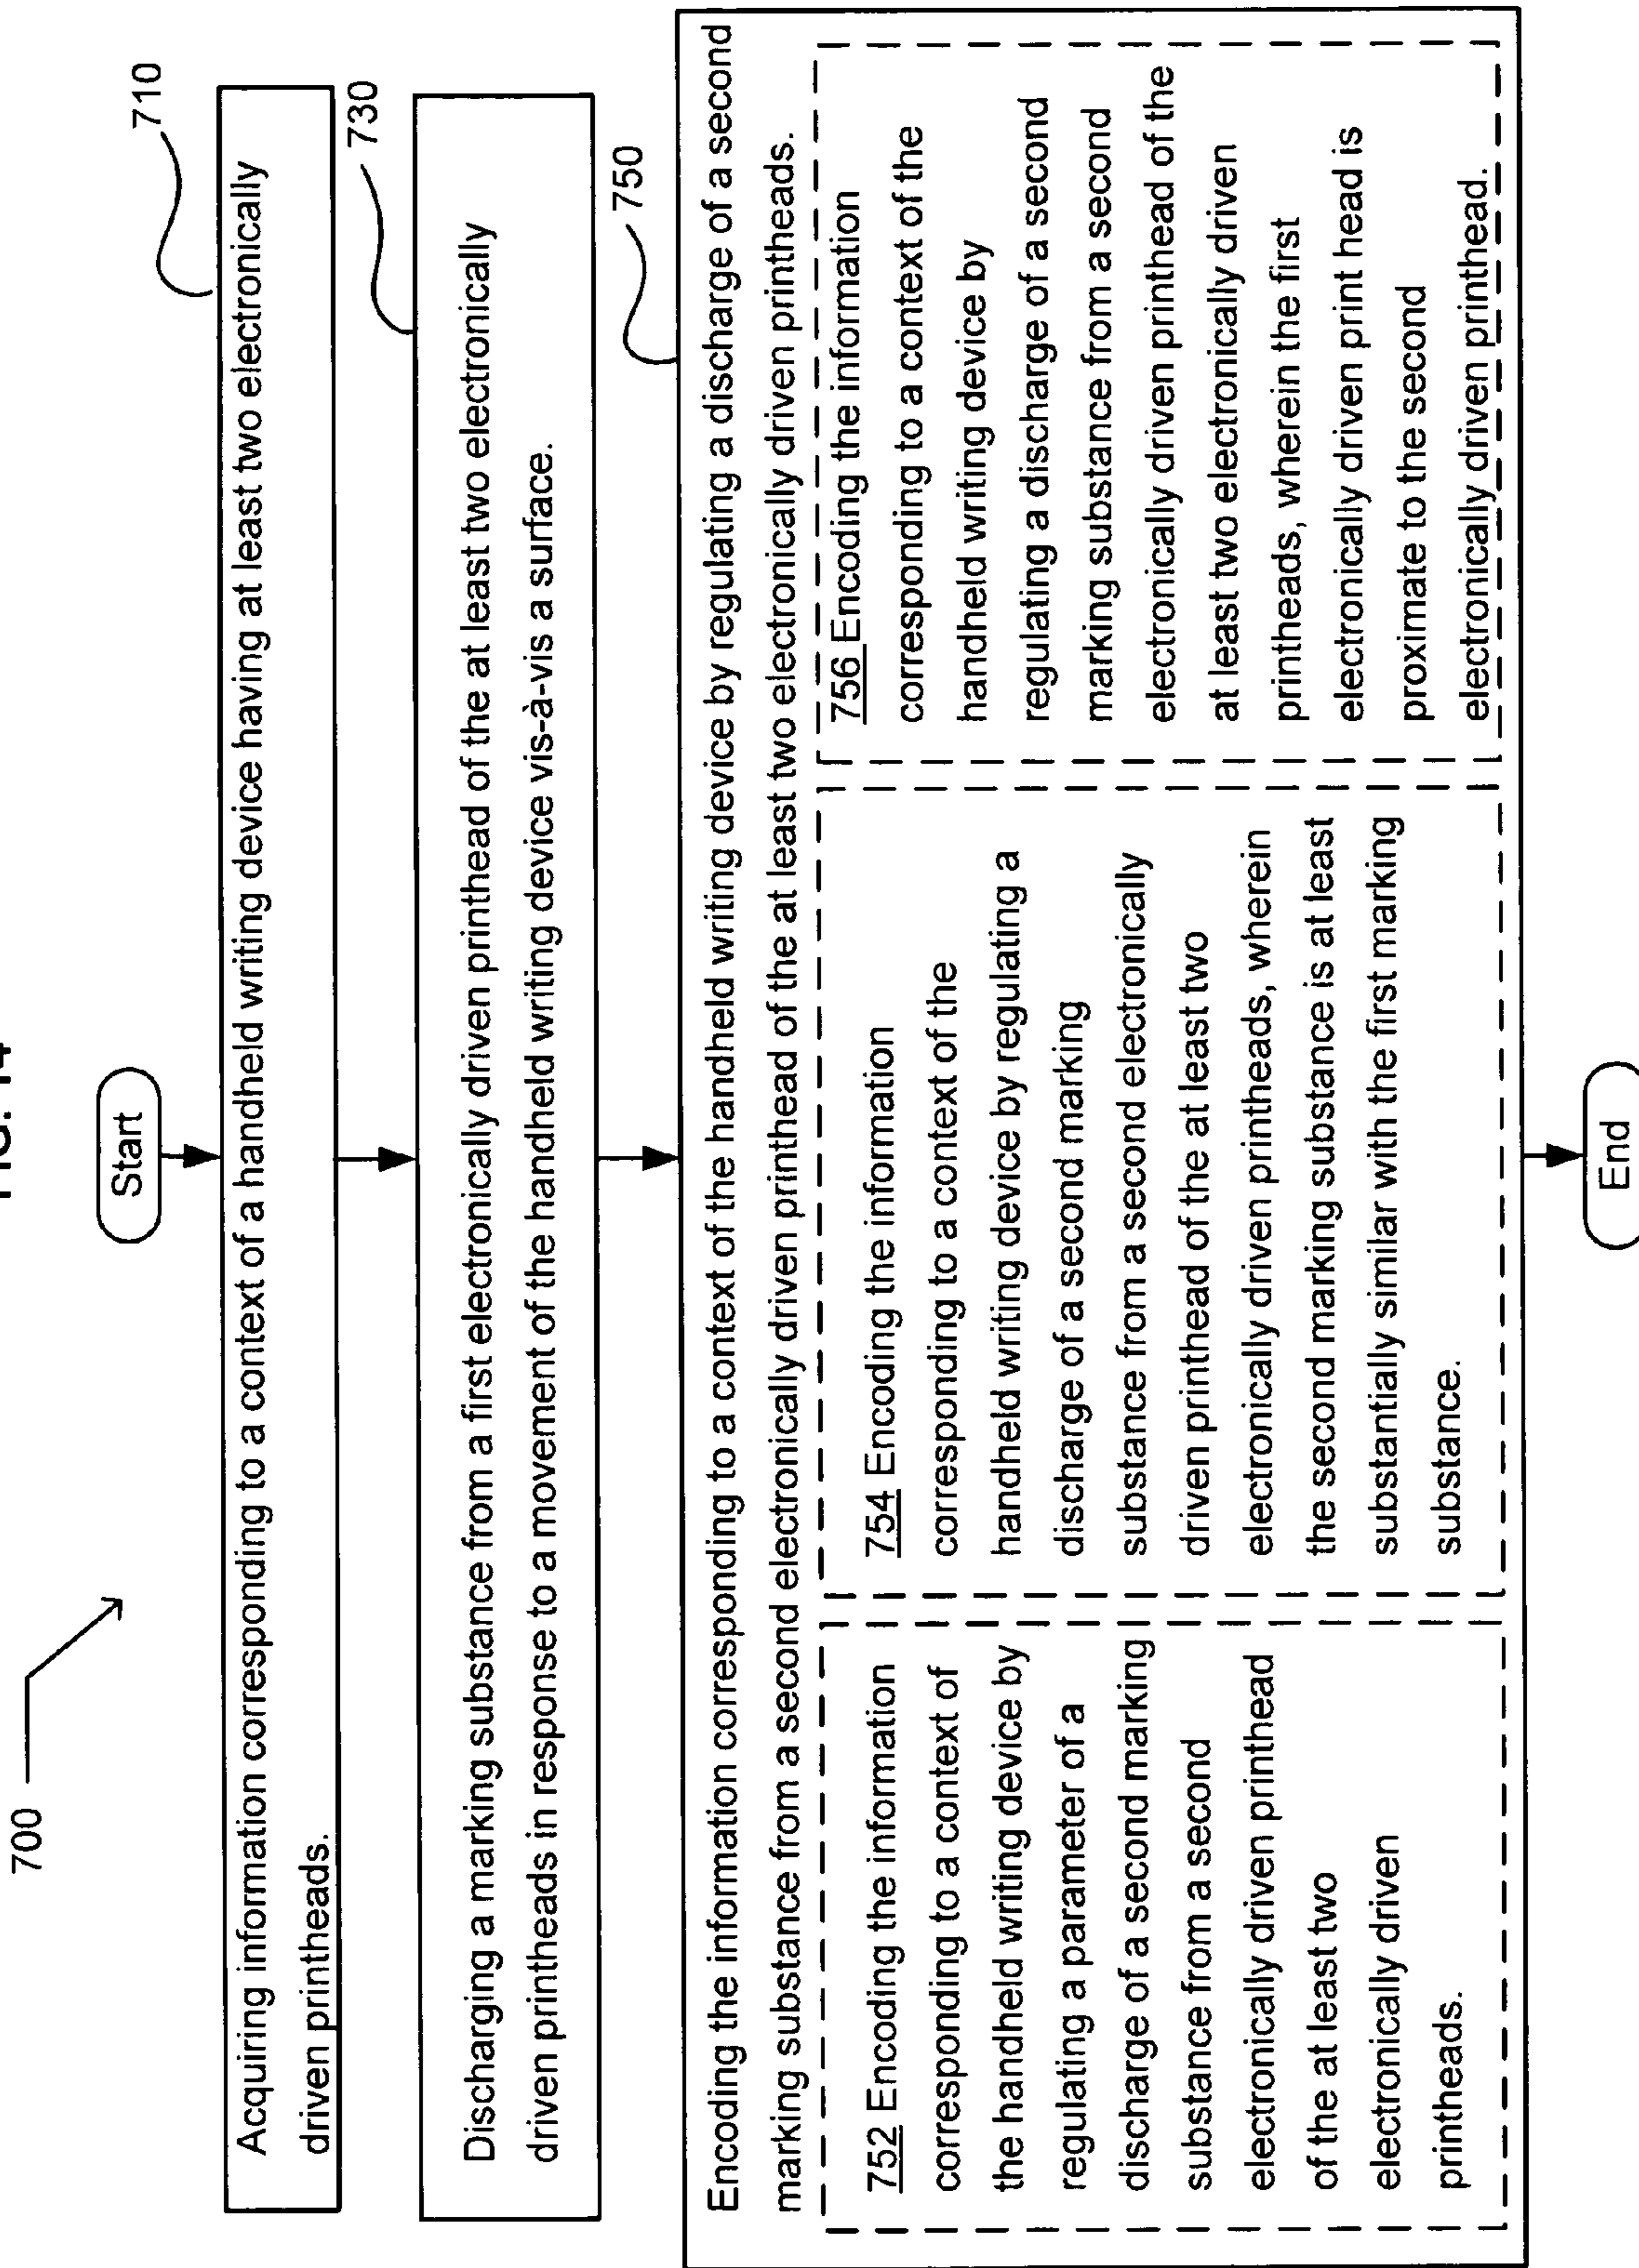 700
Start
710
Acquiring information corresponding to a context of a handheld writing device having at least two electronically
driven printheads.
730
Discharging a marking substance from a first electronically driven printhead of the at least two electronically
driven printheads in response to a movement of the handheld writing device vis-à-vis a surface.
750
Encoding the information corresponding to a context of the handheld writing device by regulating a discharge of a second
marking substance from a second electronically driven printhead of the at least two electronically driven printheads.
752 Encoding the information
corresponding to a context of
the handheld writing device by
regulating a parameter of a
discharge of a second marking
substance from a second
electronically driven printhead
of the at least two
electronically driven
printheads.
754 Encoding the information
corresponding to a context of the
handheld writing device by regulating a
discharge of a second marking
substance from a second electronically
driven printhead of the at least two
electronically driven printheads, wherein
the second marking substance is at least
substantially similar with the first marking
substance.
756 Encoding the information
corresponding to a context of the
handheld writing device by
regulating a discharge of a second
marking substance from a second
electronically driven printhead of the
at least two electronically driven
printheads, wherein the first
electronically driven print head is
proximate to the second
electronically driven printhead.
End